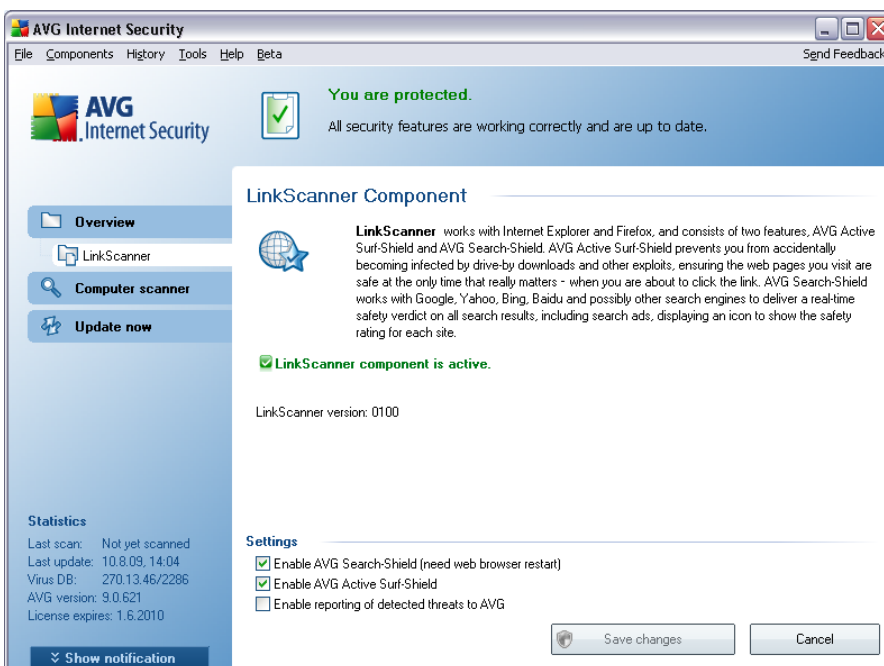 AVG Internet Security
File Components History Tools Help Beta Send Feedback
AVG
Internet Security
You are protected.
All security features are working correctly and are up to date.
Overview
LinkScanner
Computer scanner
Update now
LinkScanner Component
LinkScanner works with Internet Explorer and Firefox, and consists of two features, AVG Active
Surf-Shield and AVG Search-Shield. AVG Active Surf-Shield prevents you from accidentally
becoming infected by drive-by downloads and other exploits, ensuring the web pages you visit are
safe at the only time that really matters - when you are about to click the link. AVG Search-Shield
works with Google, Yahoo, Bing, Baidu and possibly other search engines to deliver a real-time
safety verdict on all search results, including search ads, displaying an icon to show the safety
rating for each site.
LinkScanner component is active.
LinkScanner version: 0100
Statistics
Last scan: Not yet scanned
Last update: 10.8.09, 14:04
Virus DB: 270.13.46/2286
AVG version: 9.0.621
License expires: 1.6.2010
Show notification
Settings
Enable AVG Search-Shield (need web browser restart)
Enable AVG Active Surf-Shield
Enable reporting of detected threats to AVG
Save changes
Cancel